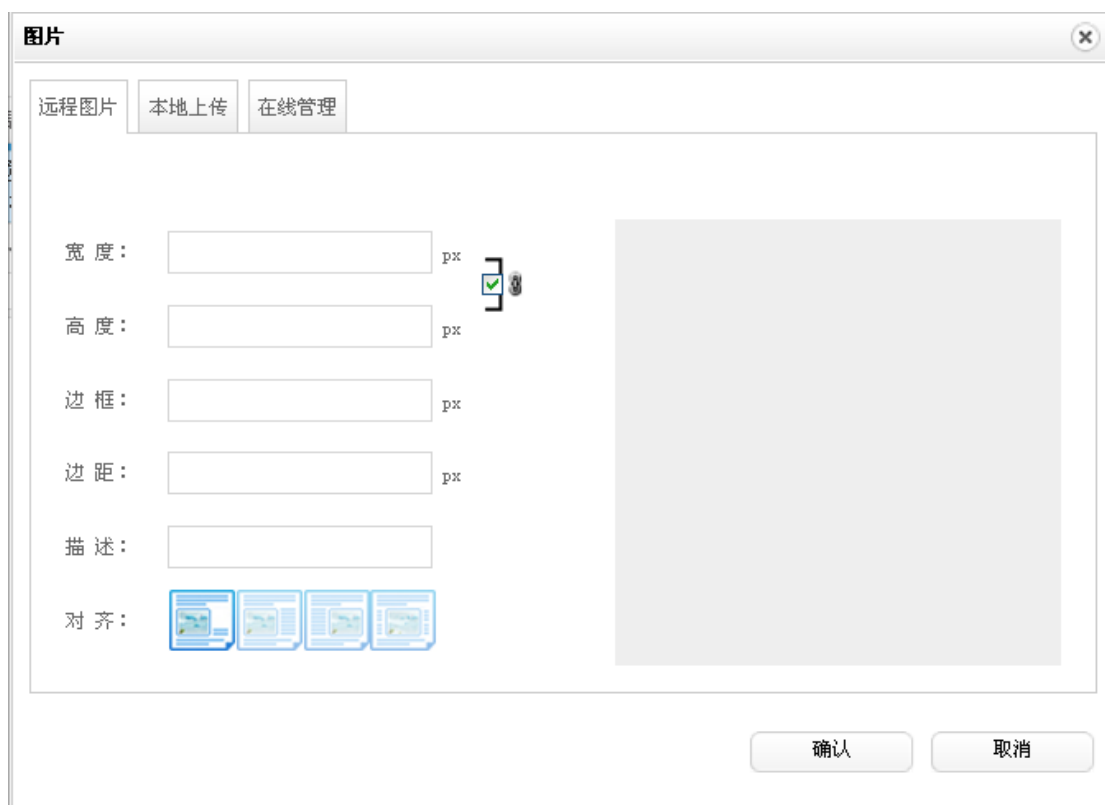 图片
远程图片 本地上传 在线管理
宽 度： px
高 度： px
边 框： px
边 距： px
描 述：
对 齐：
确认 取消